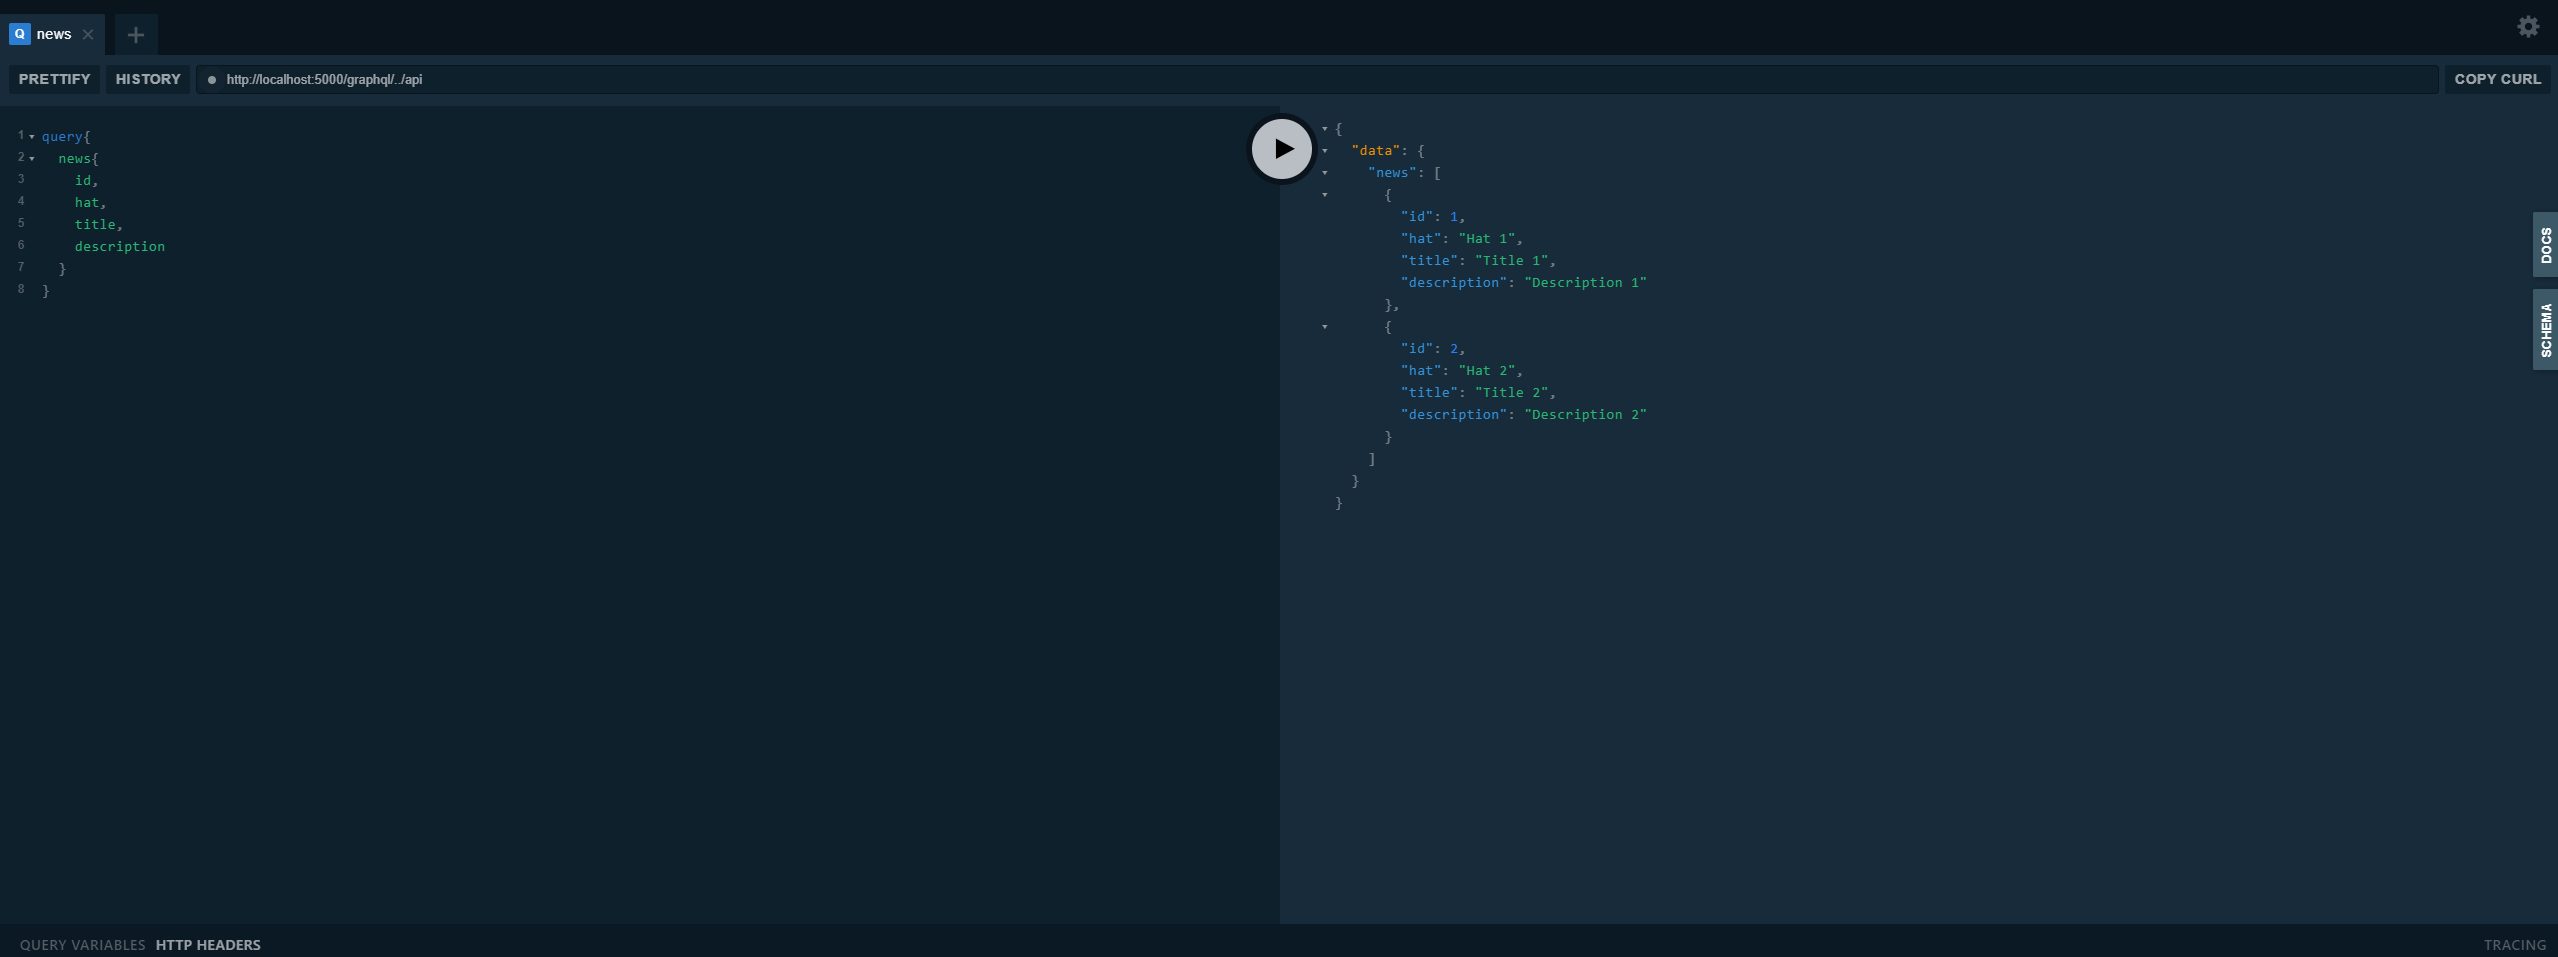 Q news
PRETTIFY HISTORY http://localhost:5000/graphql/../api COPY CURL
1 query{
2 news{
3 id,
4 hat,
5 title,
6 description
7 }
8 }
{
"data": {
"news": [
{
"id": 1,
"hat": "Hat 1",
"title": "Title 1",
"description": "Description 1"
},
{
"id": 2,
"hat": "Hat 2",
"title": "Title 2",
"description": "Description 2"
}
]
}
}
DOCS
SCHEMA
QUERY VARIABLES HTTP HEADERS TRACING